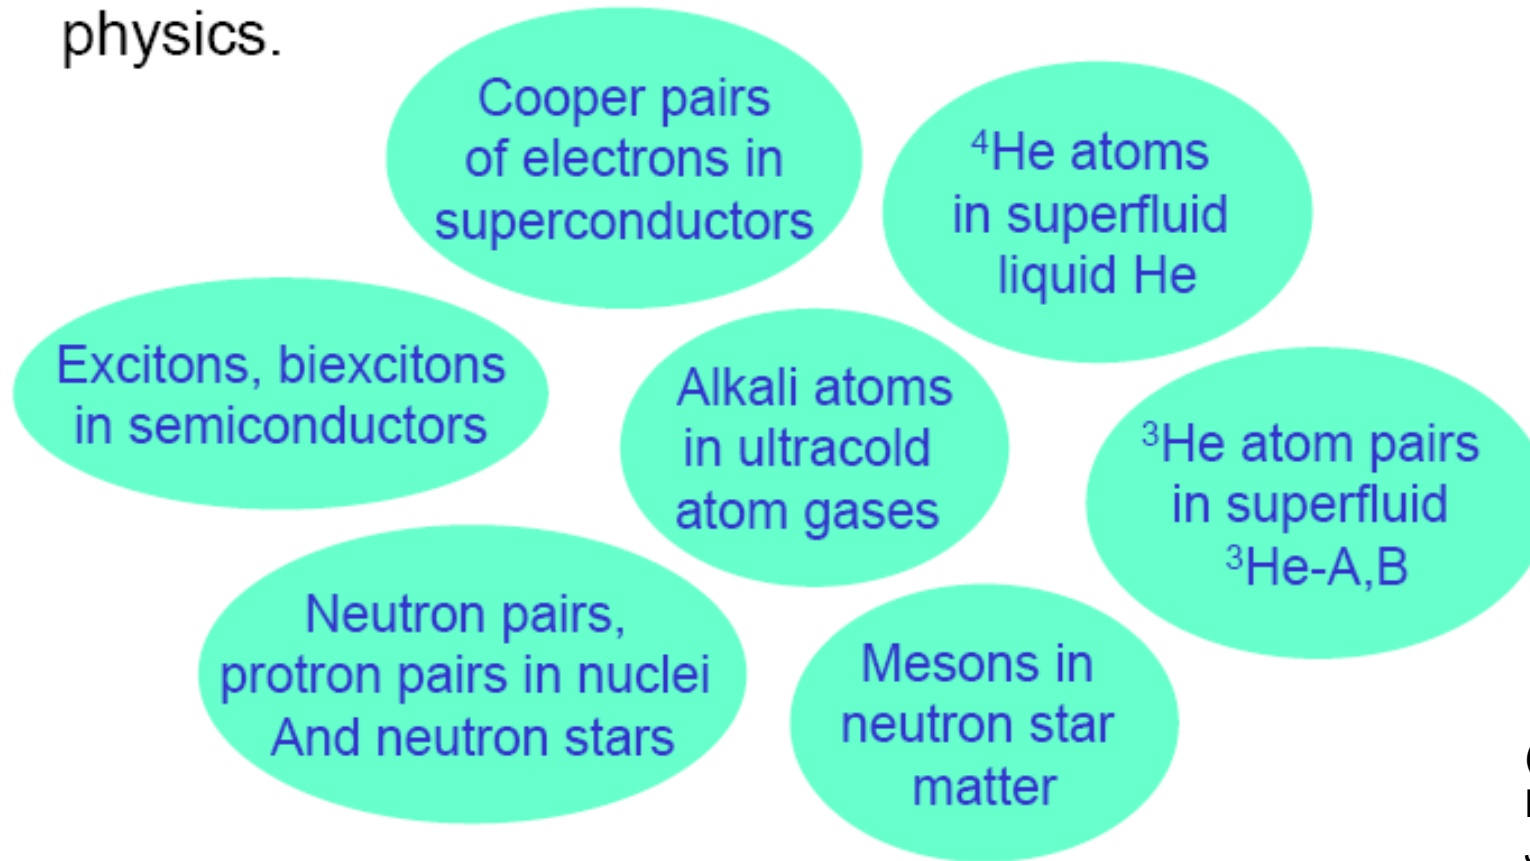 physics.
Cooper pairs
of electrons in
superconductors
⁴He atoms
in superfluid
liquid He
Excitons, biexcitons
in semiconductors
Alkali atoms
in ultracold
atom gases
³He atom pairs
in superfluid
³He-A,B
Neutron pairs,
protron pairs in nuclei
And neutron stars
Mesons in
neutron star
matter